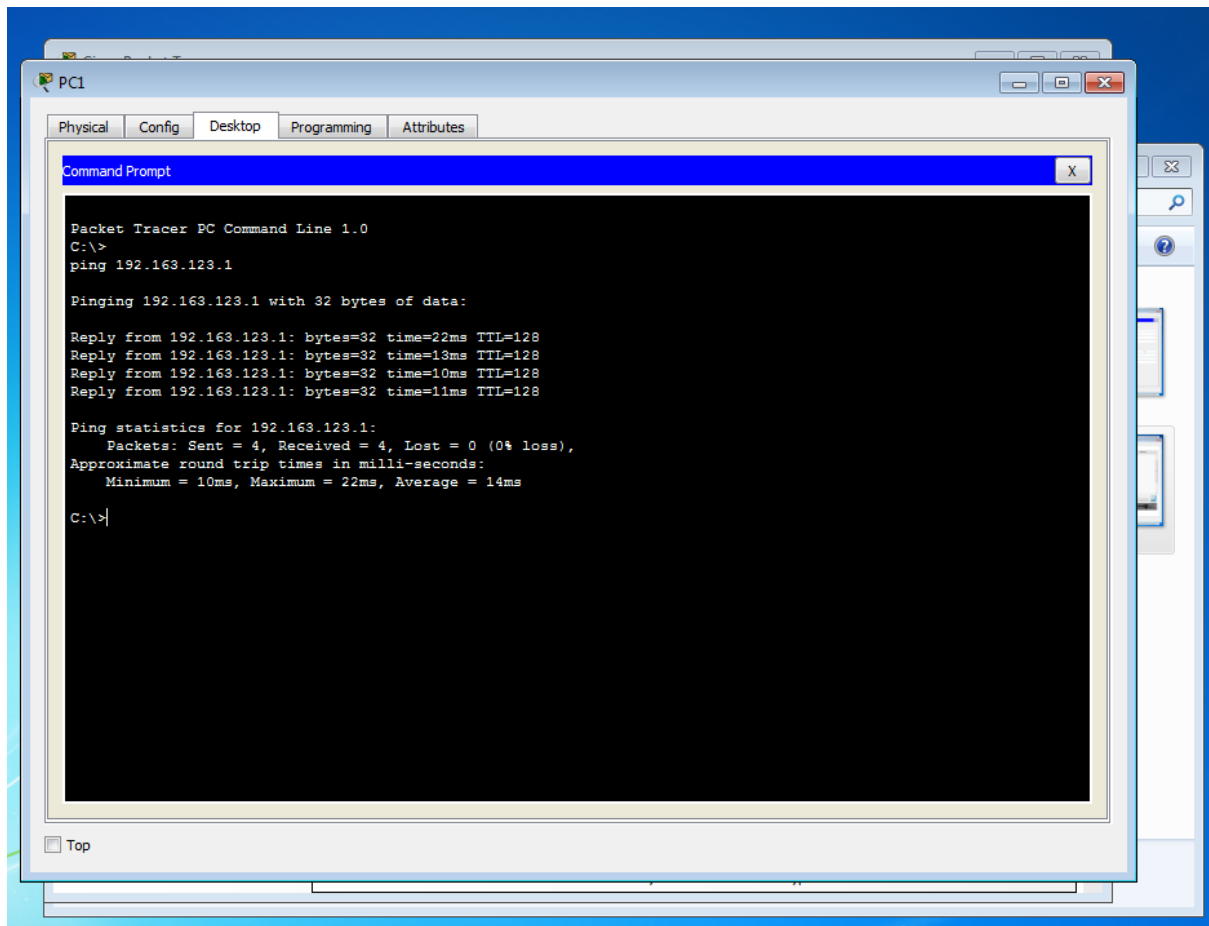 PC1
Physical Config Desktop Programming Attributes
Command Prompt
X
Packet Tracer PC Command Line 1.0
C:\>
ping 192.163.123.1
Pinging 192.163.123.1 with 32 bytes of data:
Reply from 192.163.123.1: bytes=32 time=22ms TTL=128
Reply from 192.163.123.1: bytes=32 time=13ms TTL=128
Reply from 192.163.123.1: bytes=32 time=10ms TTL=128
Reply from 192.163.123.1: bytes=32 time=11ms TTL=128
Ping statistics for 192.163.123.1:
Packets: Sent = 4, Received = 4, Lost = 0 (0% loss),
Approximate round trip times in milli-seconds:
Minimum = 10ms, Maximum = 22ms, Average = 14ms
C:\>
Top